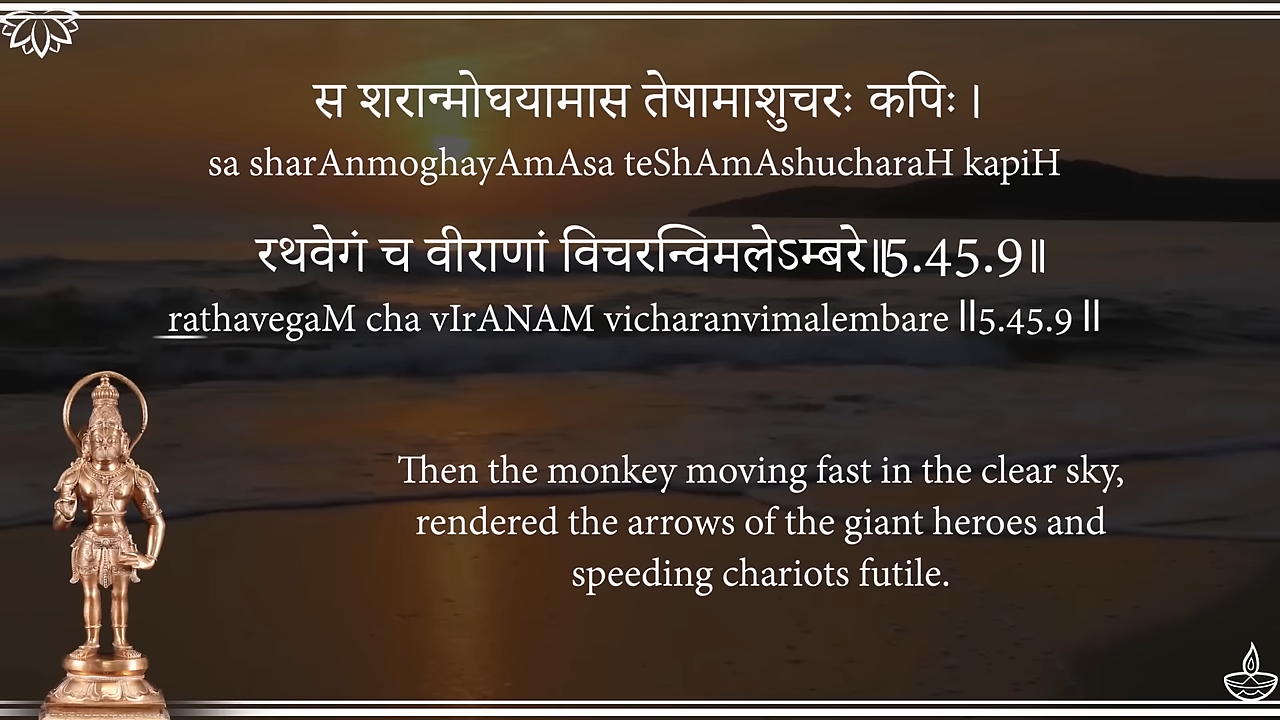 स शरान्मोघयामास तेषामाशुचरः कपिः ।
sa sharAnmoghayAmAsa teShAmAshucharaH kapiH
रथवेगं च वीराणां विचरन्विमलेऽम्बरे॥5.45.9॥
rathavegaM cha vIrANAM vicharanvimalembare ॥5.45.9 ॥
Then the monkey moving fast in the clear sky,
rendered the arrows of the giant heroes and
speeding chariots futile.